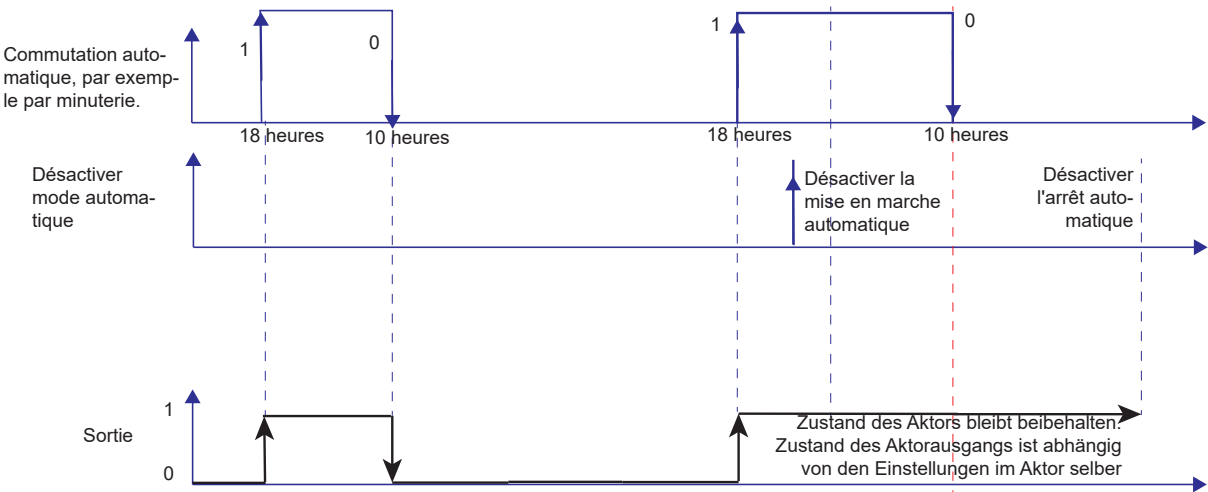 1
0
1
0
Commutation auto-
matique, par exemp-
le par minuterie.
18 heures
10 heures
18 heures
10 heures
Désactiver
mode automa-
tique
Désactiver la
mise en marche
automatique
Désactiver
l'arrêt auto-
matique
1
Sortie
0
Zustand des Aktors bleibt beibehalten.
Zustand des Aktorausgangs ist abhängig
von den Einstellungen im Aktor selber